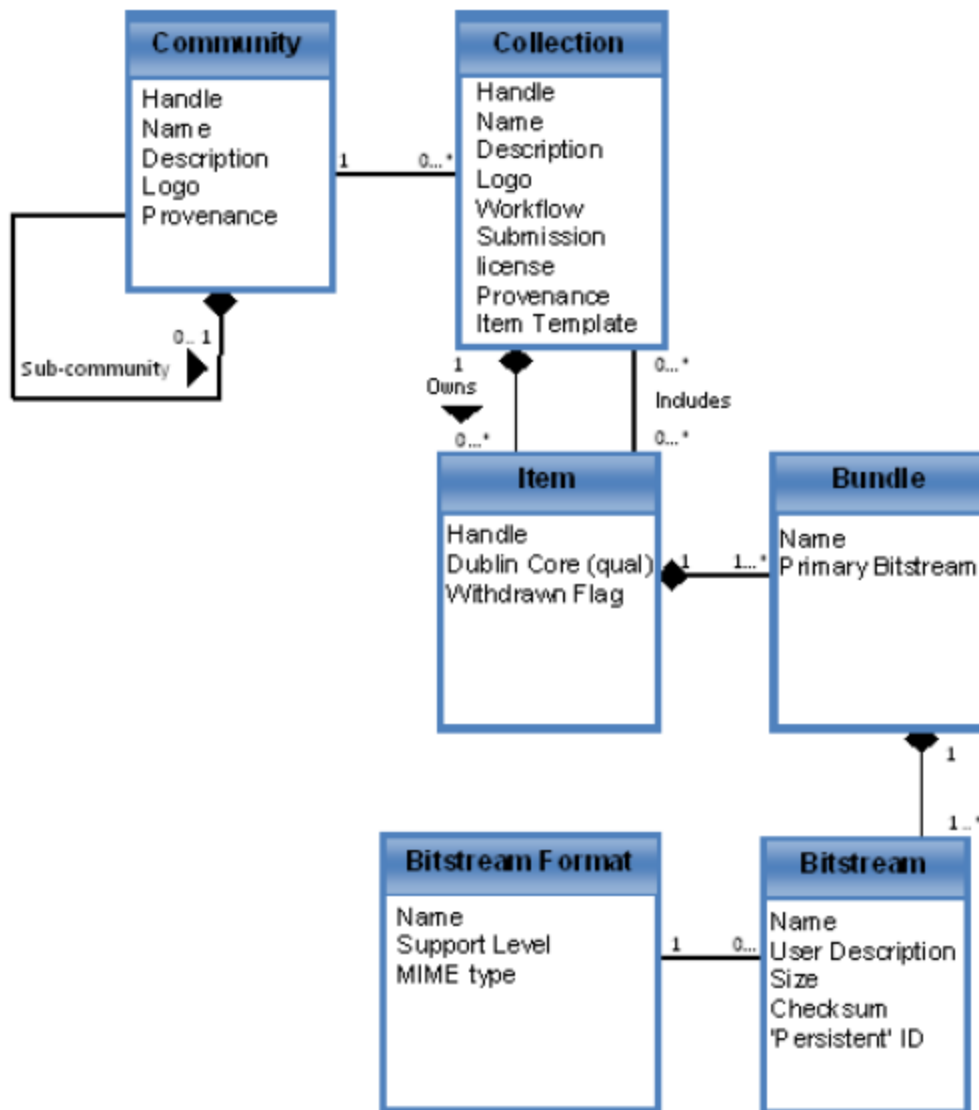 Community
Handle
Name
Description
Logo
Provenance
0.. 1
Sub-community
1
0...*
Collection
Handle
Name
Description
Logo
Workflow
Submission
license
Provenance
Item Template
1
Owns
0...*
0...*
Includes
0...*
Item
Handle
Dublin Core (qual)
Withdrawn Flag
1
1...*
Bundle
Name
Primary Bitstream
1
1..*
Bitstream Format
Name
Support Level
MIME type
1
0...
Bitstream
Name
User Description
Size
Checksum
'Persistent' ID